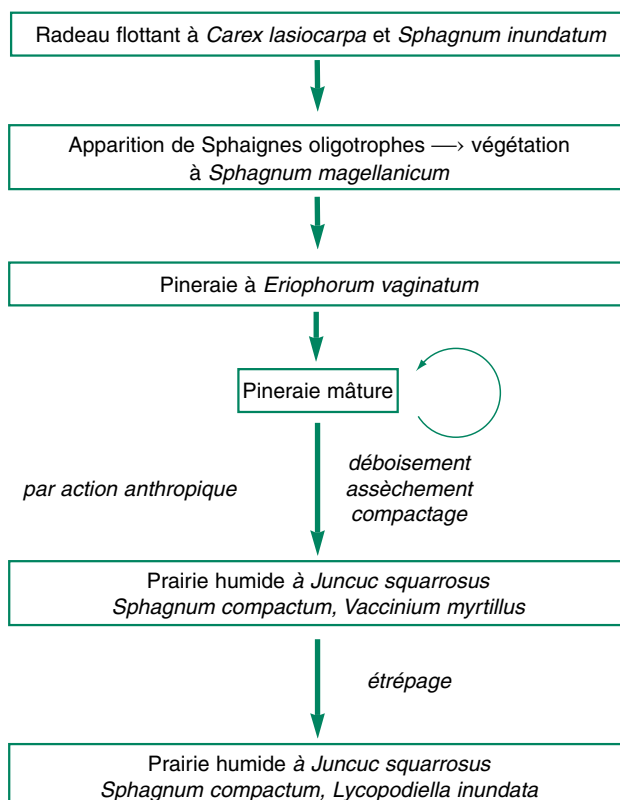 Radeau flottant à Carex lasiocarpa et Sphagnum inundatum
Apparition de Sphaignes oligotrophes → végétation
à Sphagnum magellanicum
Pineraie à Eriophorum vaginatum
Pineraie mâture
par action anthropique
déboisement
assèchement
compactage
Prairie humide à Juncuc squarrosus
Sphagnum compactum, Vaccinium myrtillus
étrépage
Prairie humide à Juncuc squarrosus
Sphagnum compactum, Lycopodiella inundata